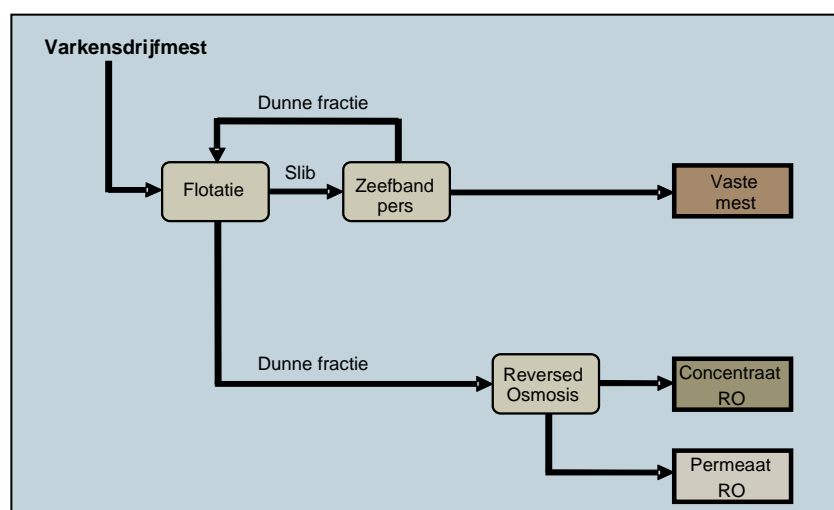 Varkensdrijfmest
Dunne fractie
Flotatie
Slib
Zeefband
pers
Vaste
mest
Dunne fractie
Reversed
Osmosis
Concentraat
RO
Permeaat
RO